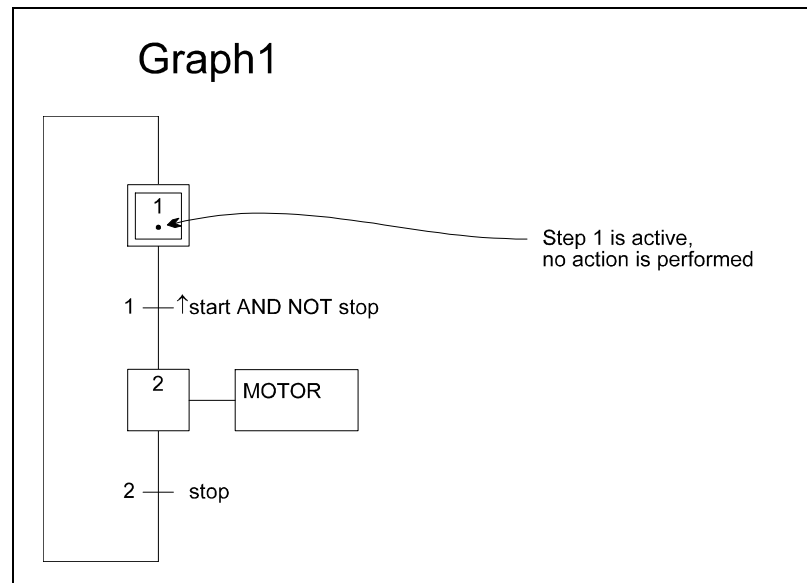 Graph1
1
Step 1 is active,
no action is performed
1 ↑start AND NOT stop
2 MOTOR
2 stop